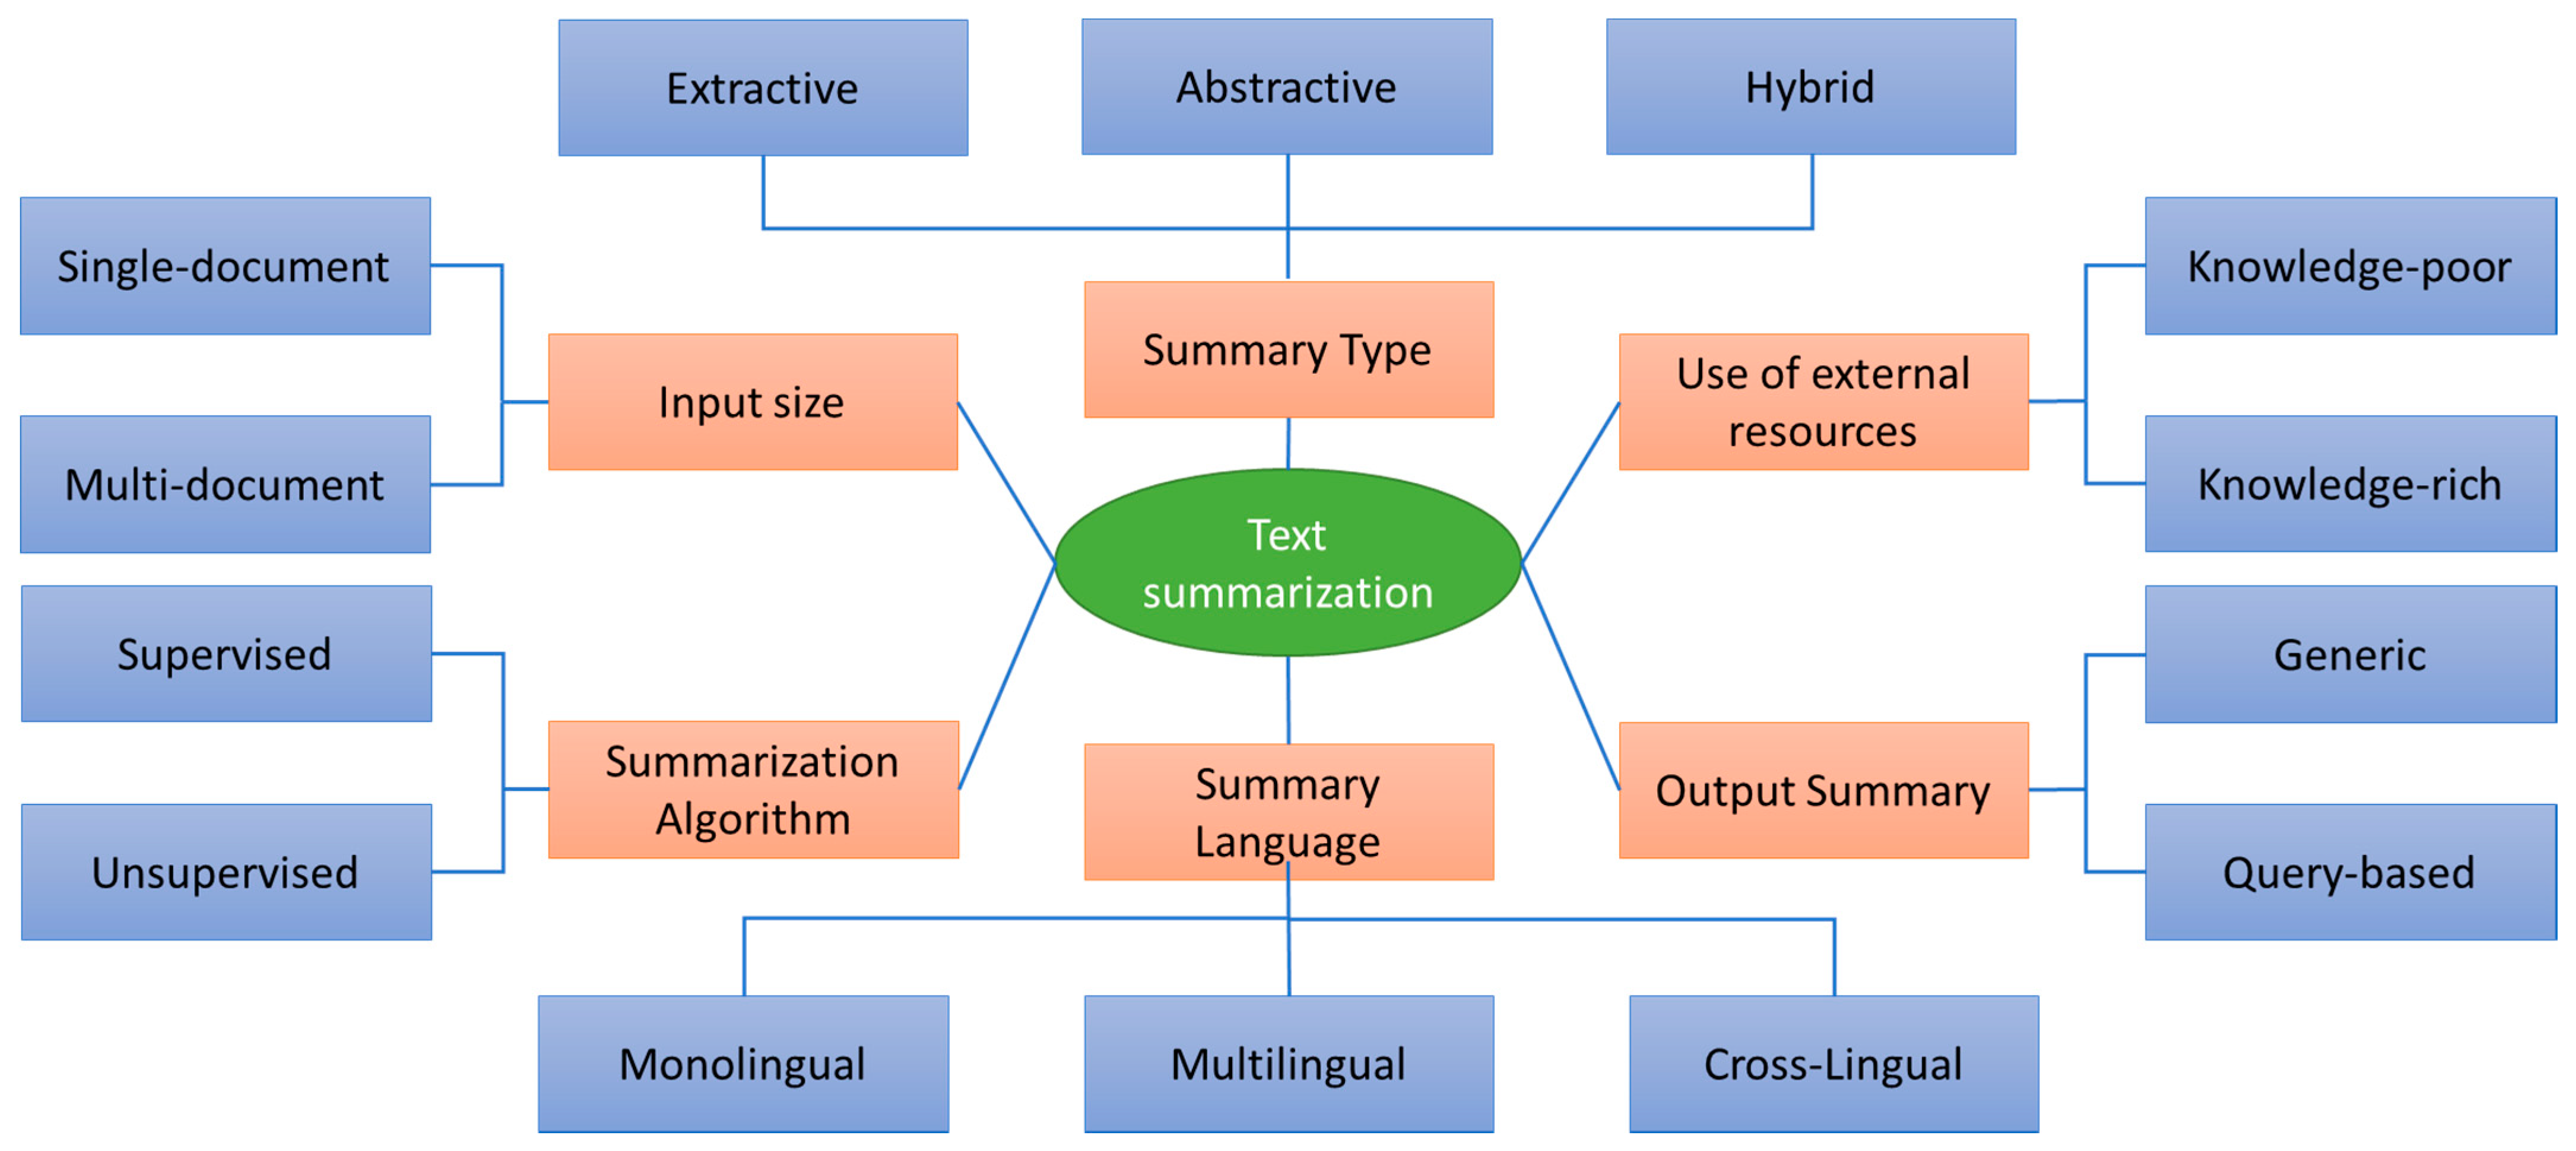 Extractive
Abstractive
Hybrid
Single-document
Knowledge-poor
Summary Type
Input size
Use of external
resources
Multi-document
Knowledge-rich
Text
summarization
Supervised
Generic
Summarization
Algorithm
Summary
Language
Output Summary
Unsupervised
Query-based
Monolingual
Multilingual
Cross-Lingual